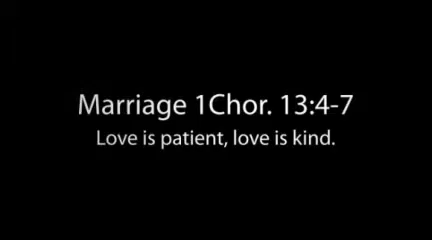 Marriage 1Chor. 13:4-7
Love is patient, love is kind.